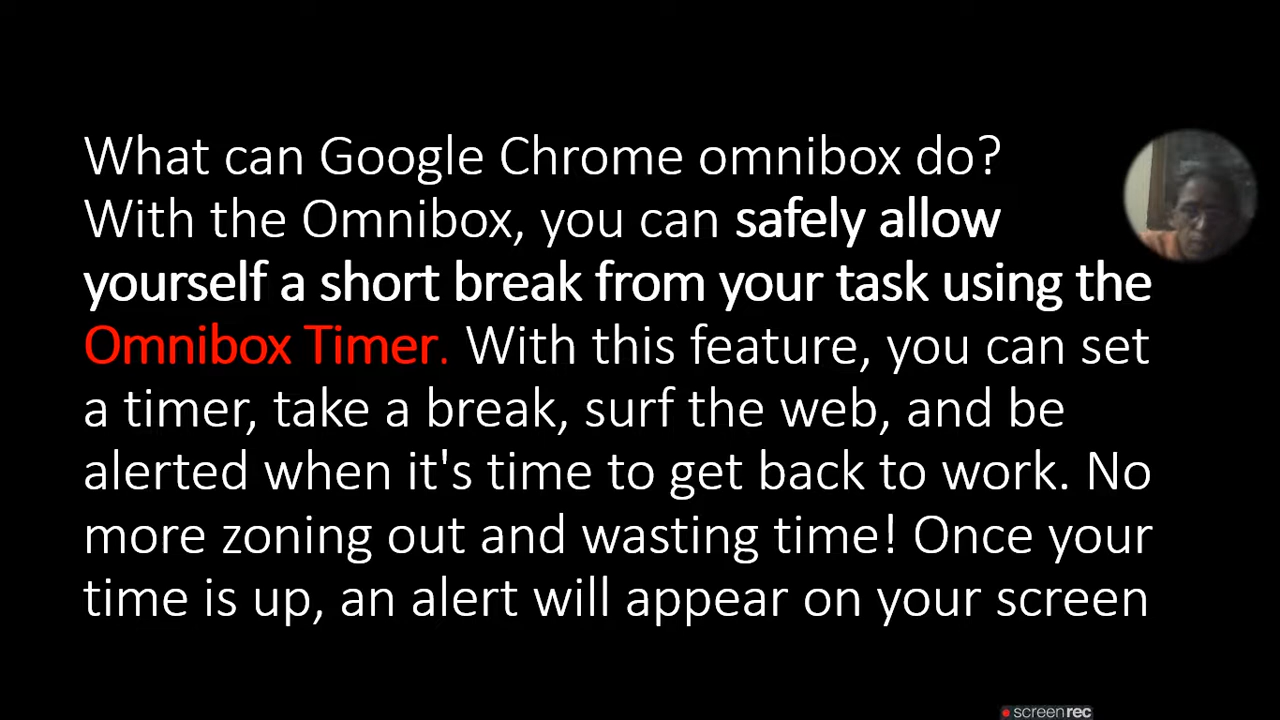 What can Google Chrome omnibox do?
With the Omnibox, you can safely allow
yourself a short break from your task using the
Omnibox Timer. With this feature, you can set
a timer, take a break, surf the web, and be
alerted when it's time to get back to work. No
more zoning out and wasting time! Once your
time is up, an alert will appear on your screen
screenrec